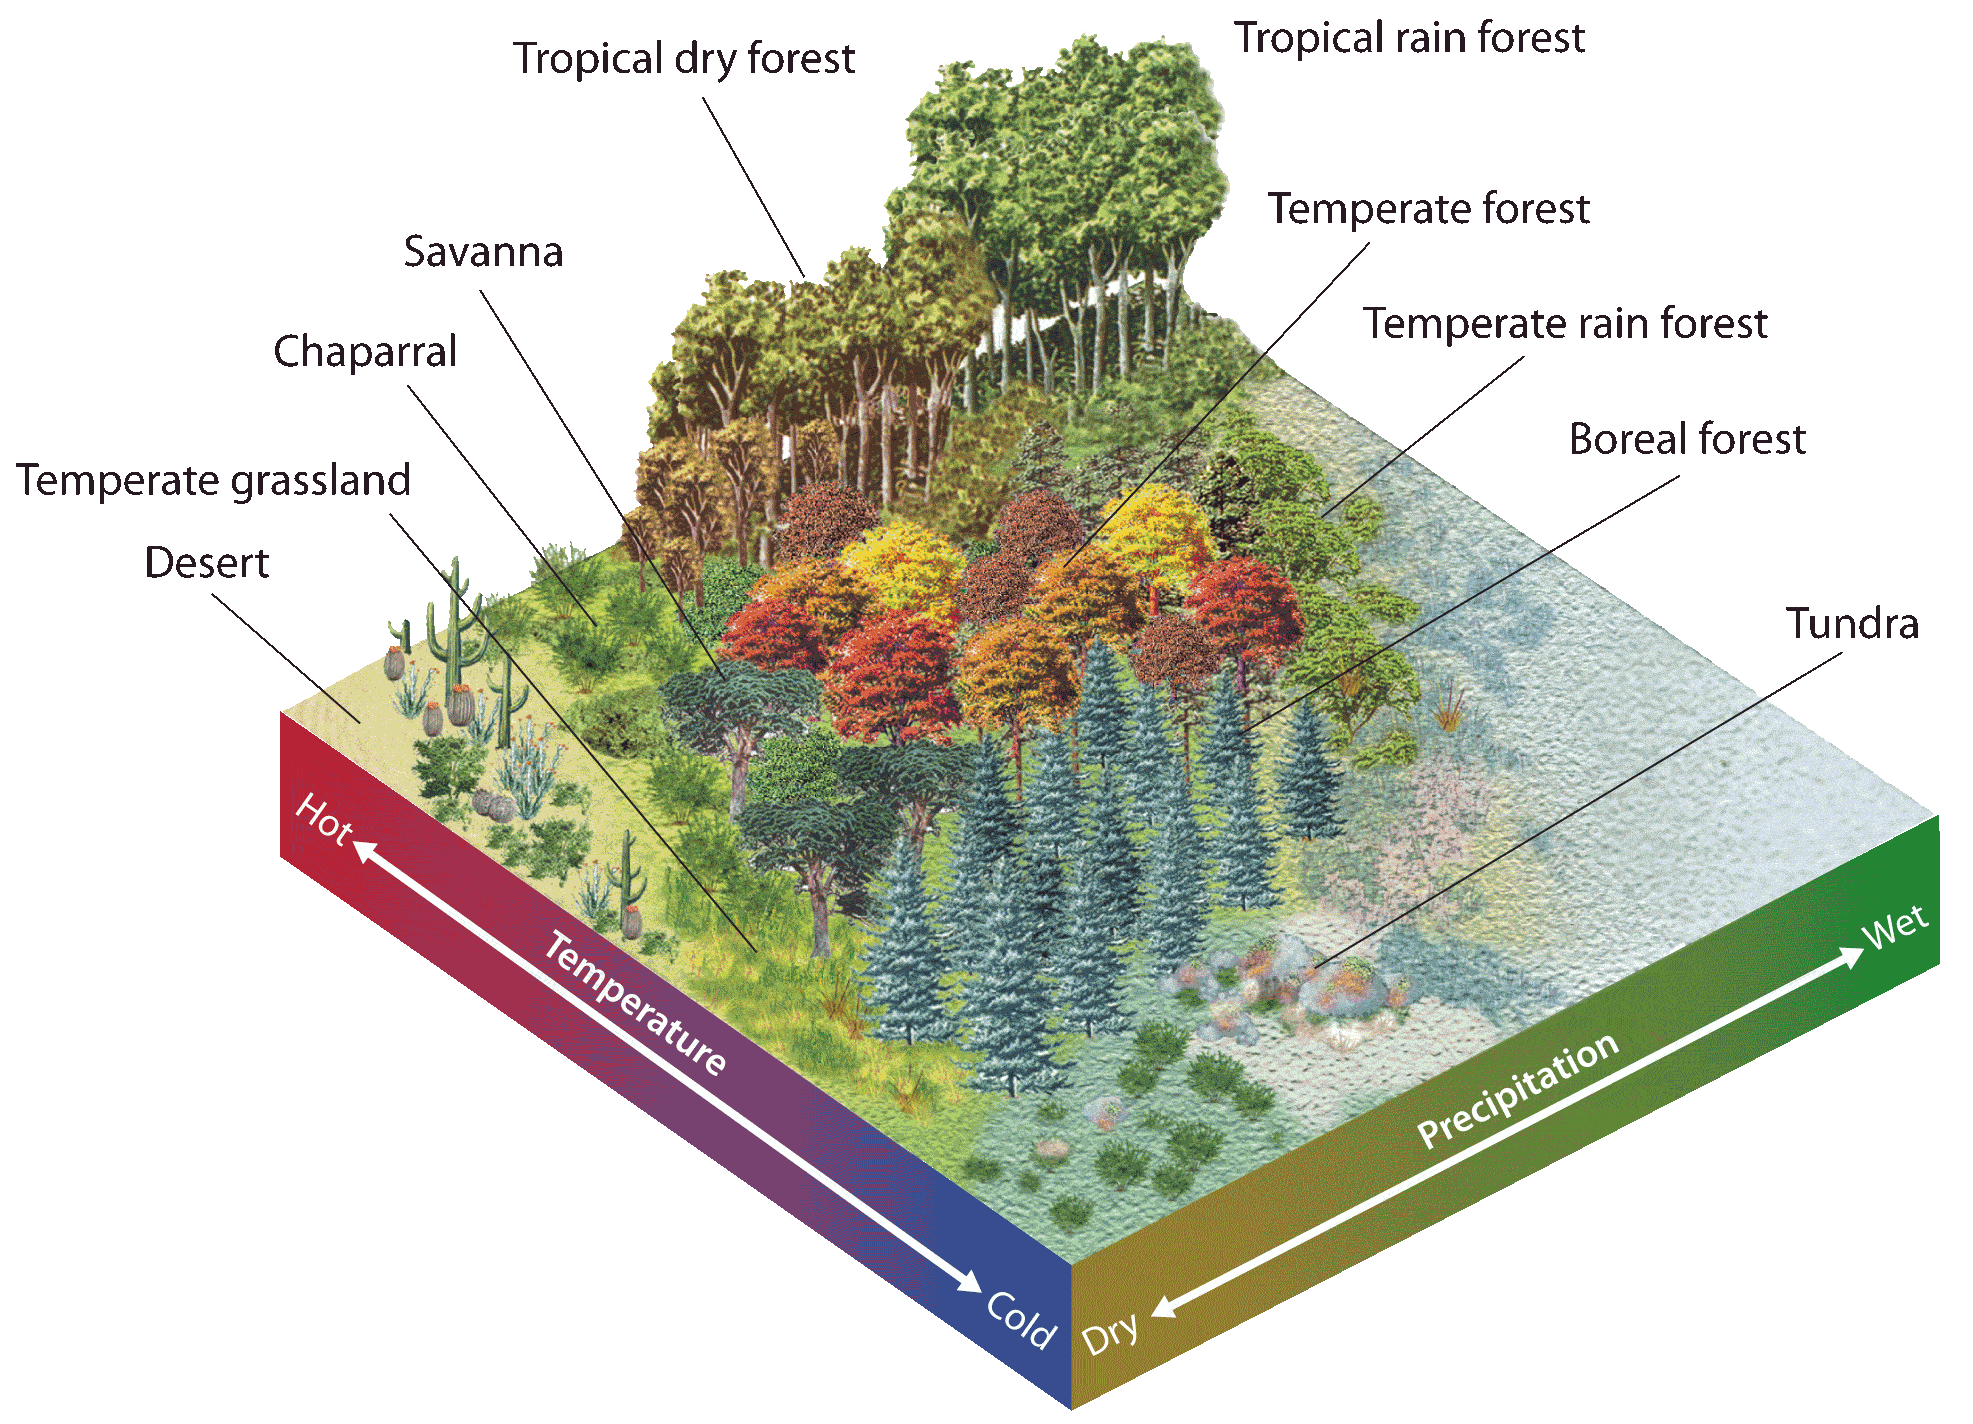 Tropical rain forest
Tropical dry forest
Temperate forest
Savanna
Temperate rain forest
Chaparral
Boreal forest
Temperate grassland
Desert
Tundra
Hot
Temperature
Cold
Dry
Precipitation
Wet